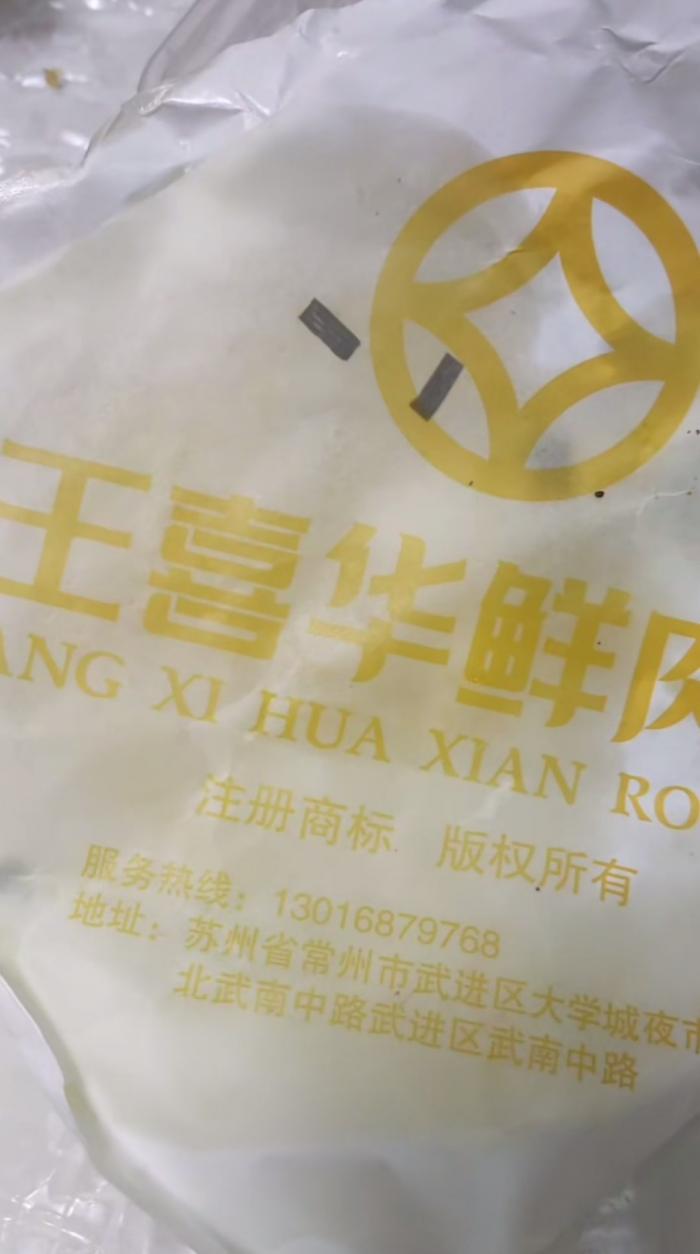 王喜华鲜肉
ANG XI HUA XIAN RO
注册商标 版权所有
服务热线：13016879768
地址：苏州省常州市武进区大学城夜市
北武南中路武进区武南中路